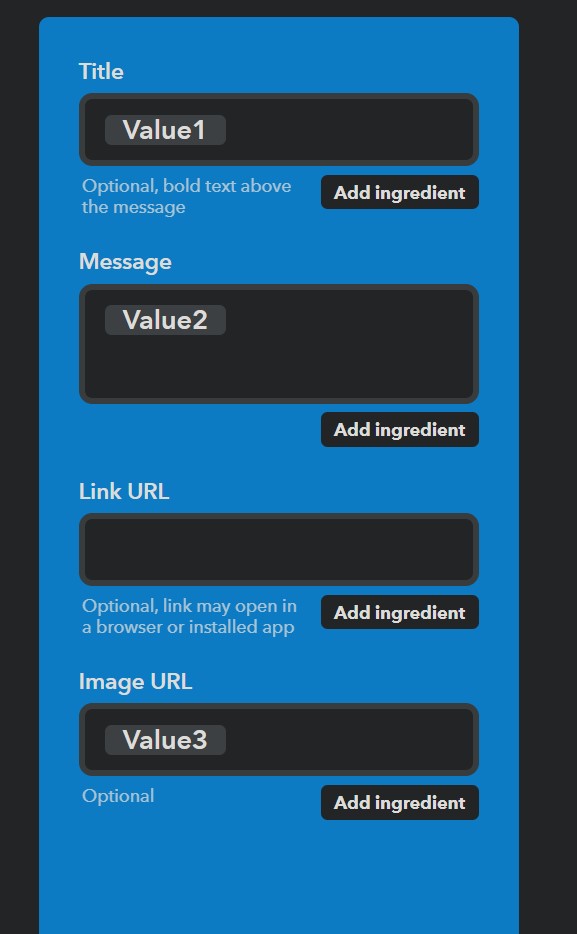 Title
Value1
Optional, bold text above
the message
Add ingredient
Message
Value2
Add ingredient
Link URL
Optional, link may open in
a browser or installed app
Add ingredient
Image URL
Value3
Optional
Add ingredient